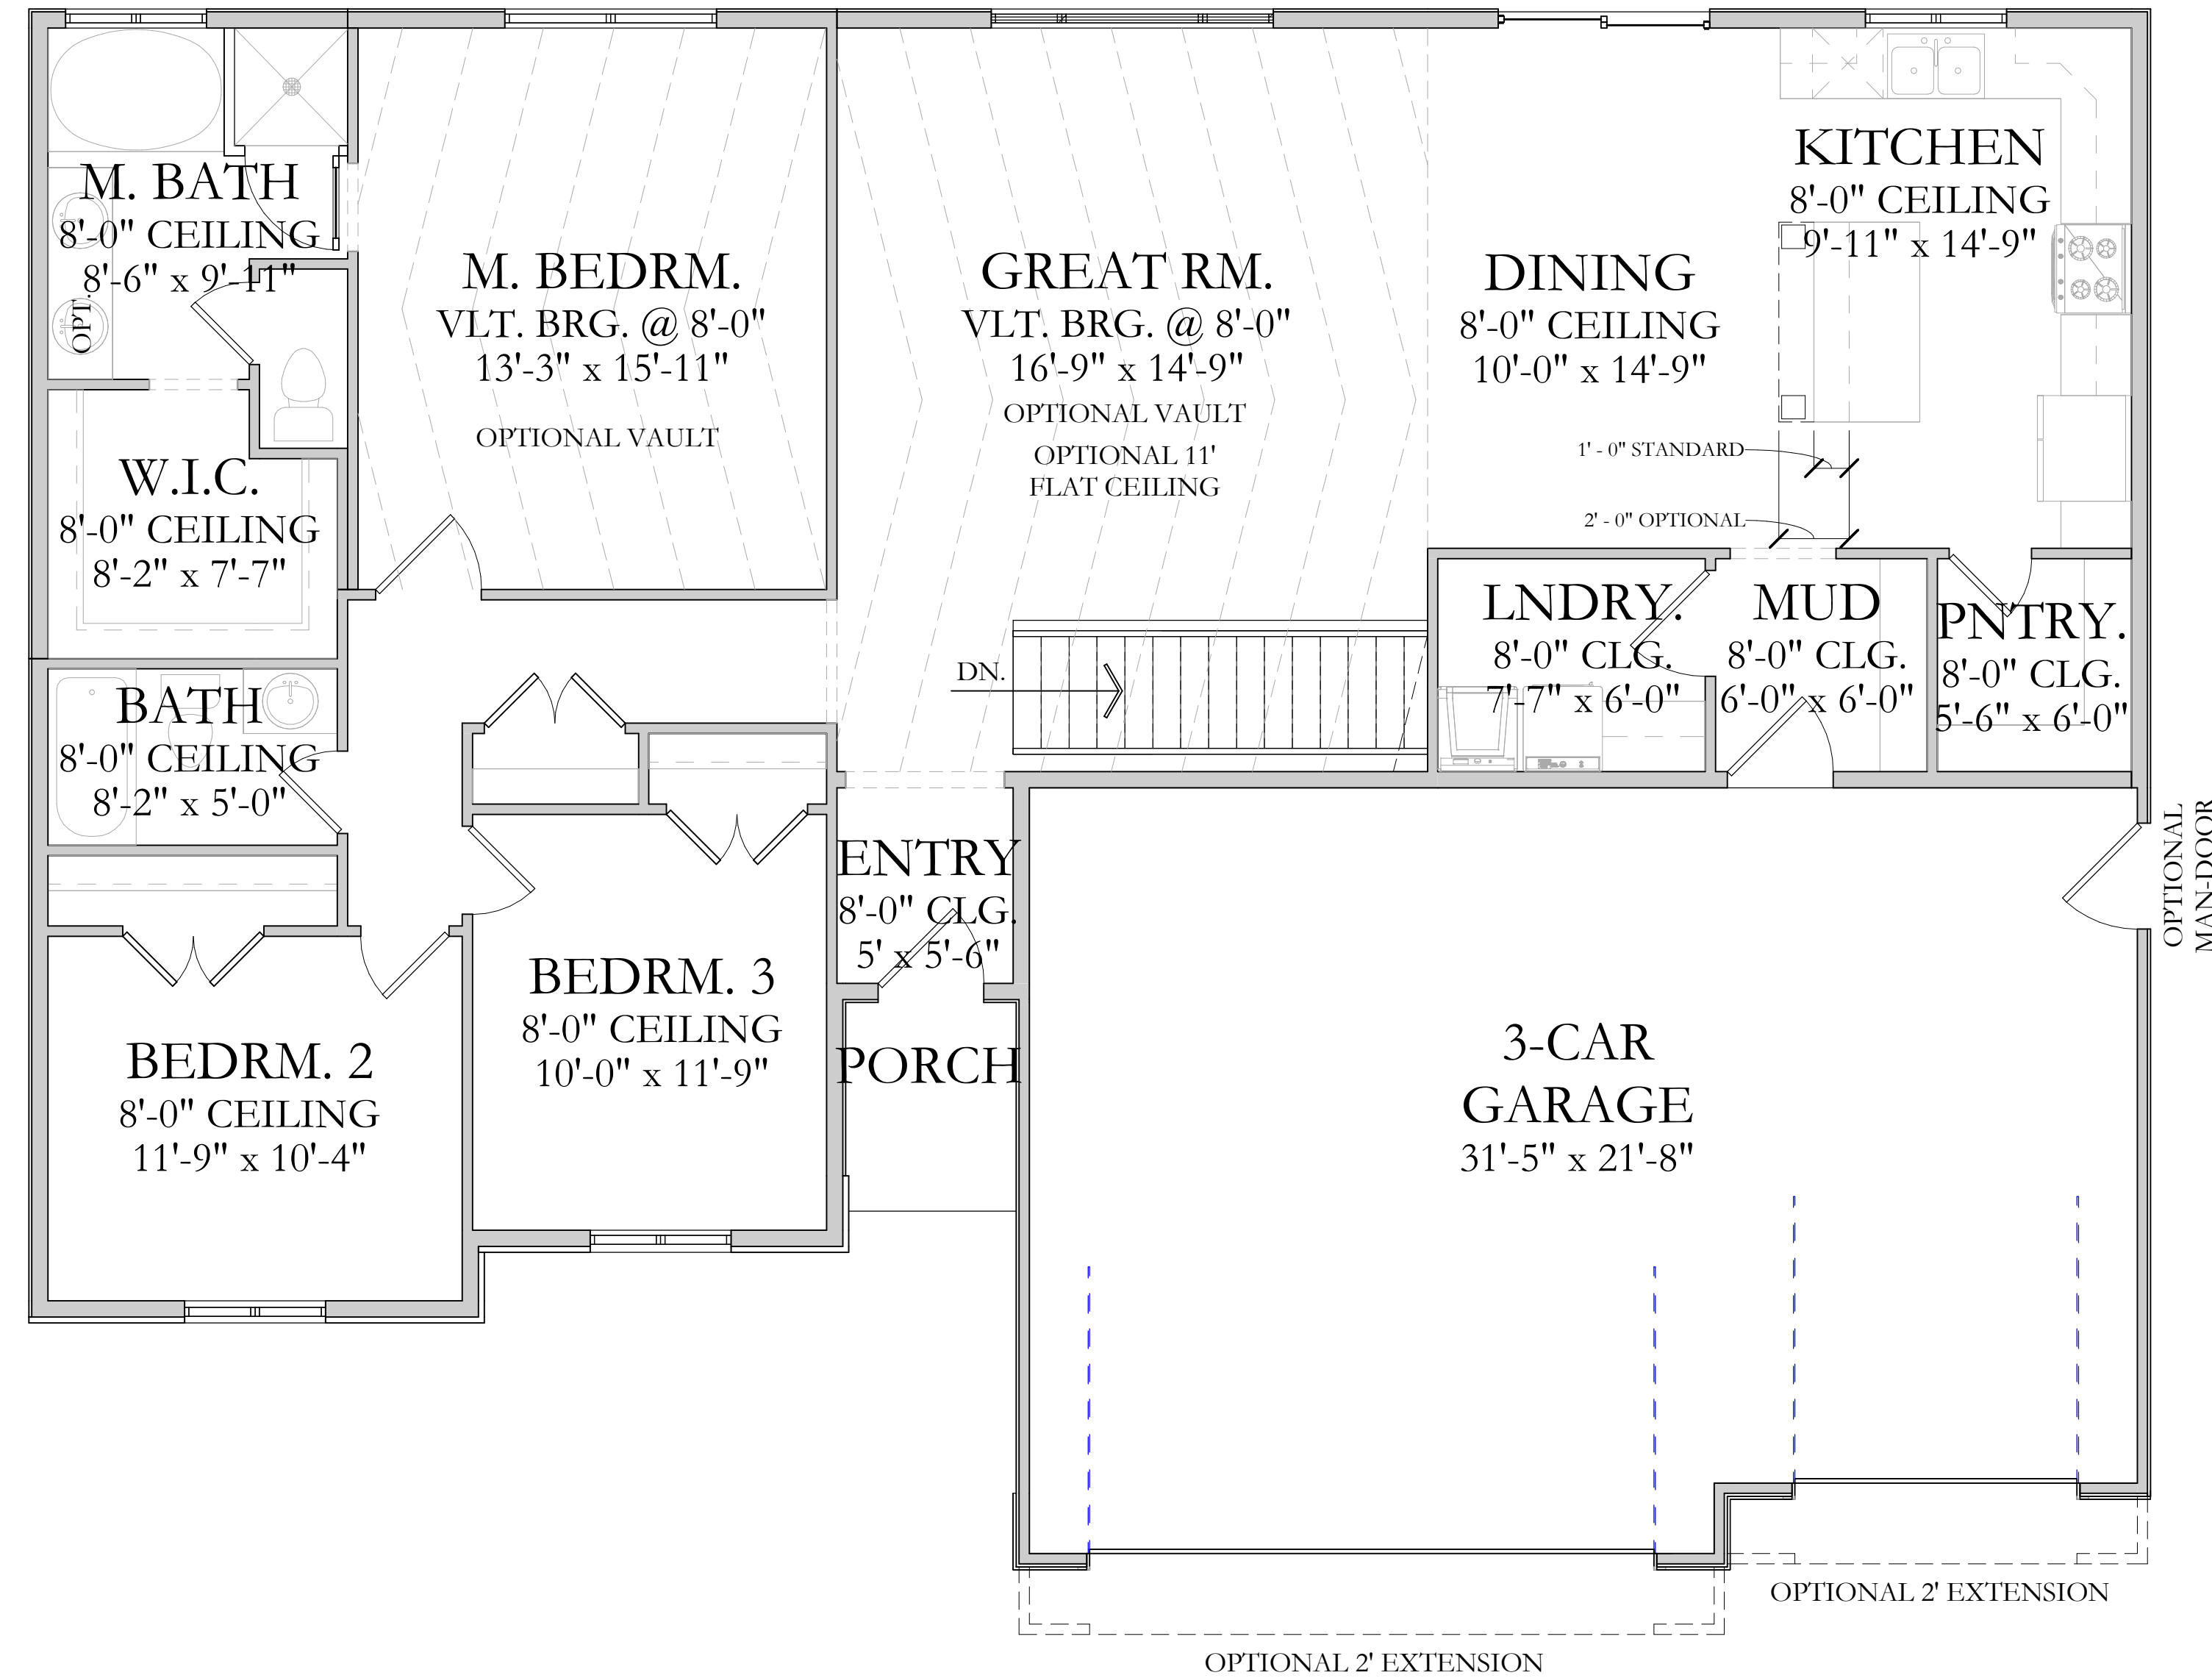 M. BATH
8'-0" CEILING
8'-6" x 9'-11"
OPT.
M. BEDRM.
VLT. BRG. @ 8'-0"
13'-3" x 15'-11"
OPTIONAL VAULT
GREAT RM.
VLT. BRG. @ 8'-0"
16'-9" x 14'-9"
OPTIONAL VAULT
OPTIONAL 11'
FLAT CEILING
DINING
8'-0" CEILING
10'-0" x 14'-9"
KITCHEN
8'-0" CEILING
9'-11" x 14'-9"
1' - 0" STANDARD
2' - 0" OPTIONAL
W.I.C.
8'-0" CEILING
8'-2" x 7'-7"
DN.
LNDRY.
8'-0" CLG.
7'-7" x 6'-0"
MUD
8'-0" CLG.
6'-0" x 6'-0"
PNTRY.
8'-0" CLG.
5'-6" x 6'-0"
BATH
8'-0" CEILING
8'-2" x 5'-0"
ENTRY
8'-0" CLG.
5' x 5'-6"
OPTIONAL
MAN-DOOR
BEDRM. 2
8'-0" CEILING
11'-9" x 10'-4"
BEDRM. 3
8'-0" CEILING
10'-0" x 11'-9"
PORCH
3-CAR
GARAGE
31'-5" x 21'-8"
OPTIONAL 2' EXTENSION
OPTIONAL 2' EXTENSION